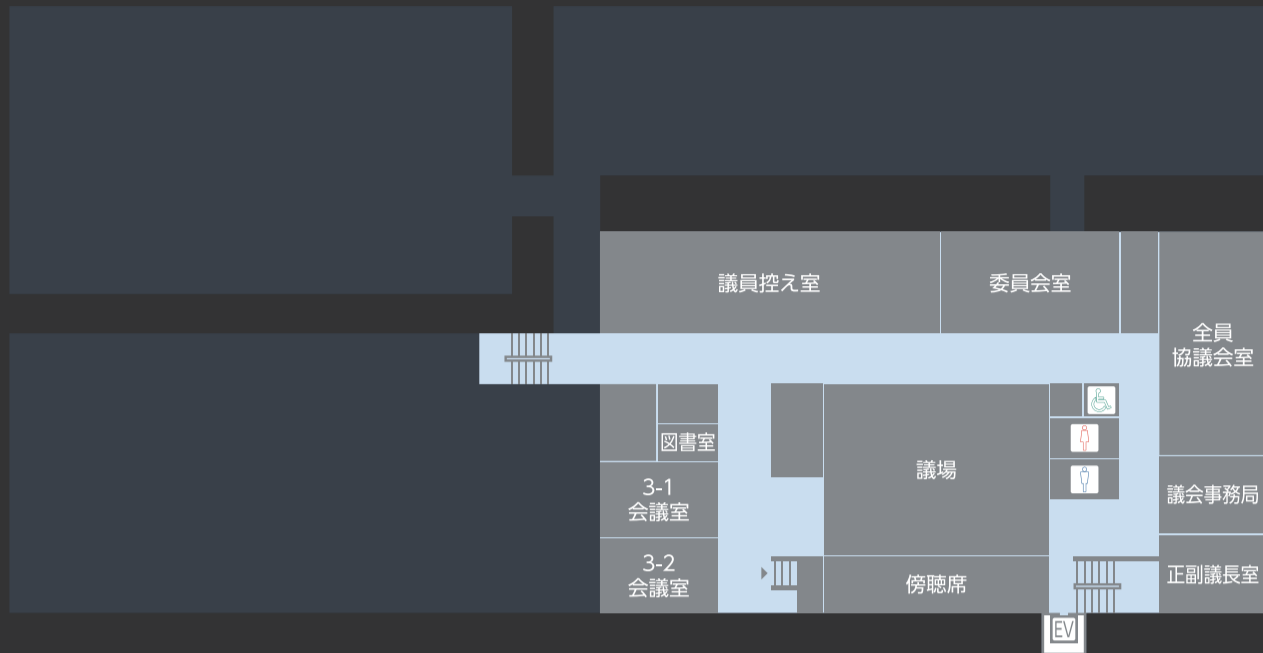 議員控え室
委員会室
全員
協議会室
図書室
議場
3-1
会議室
議会事務局
3-2
会議室
傍聴席
正副議長室
EV